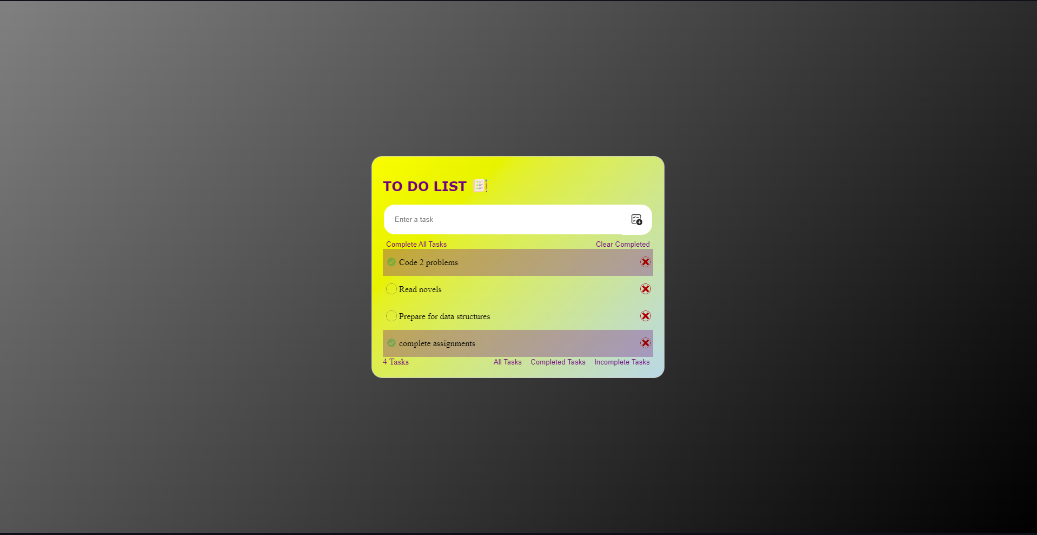 TO DO LIST
Enter a task
Complete All Tasks Clear Completed
Code 2 problems
Read novels
Prepare for data structures
complete assignments
4 Tasks All Tasks Completed Tasks Incomplete Tasks